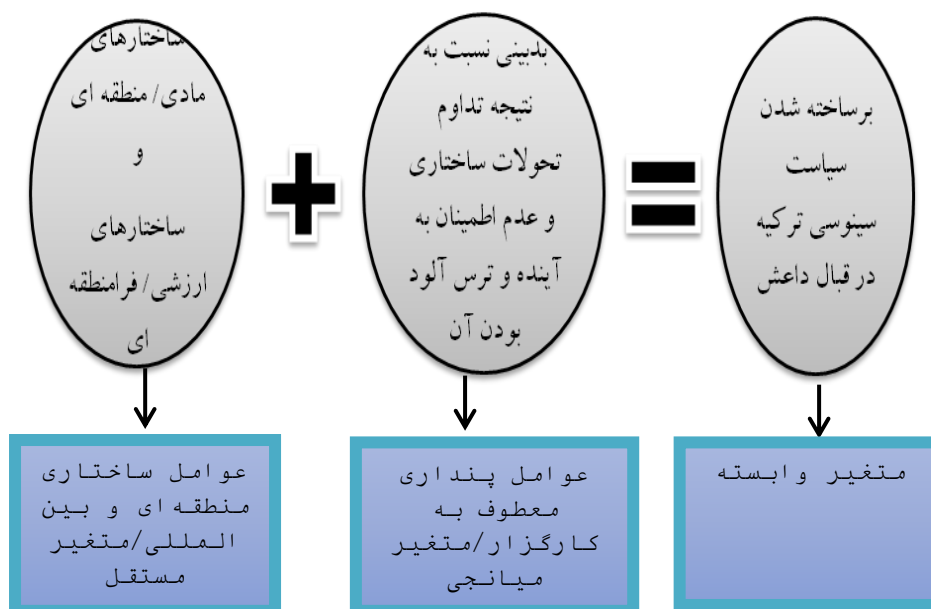 ساختارهای
مادی/ منطقه ای
و
ساختارهای
ارزشی/ فرامنطقه
ای
بدبینی نسبت به
نتیجه تداوم
تحولات ساختاری
و عدم اطمینان به
آینده و ترس آلود
بودن آن
برساخته شدن
سیاست
سینوسی ترکیه
در قبال داعش
عوامل ساختاری
منطقه‌ای و بین
المللی/متغیر
مستقل
عوامل پنداری
معطوف به
کارگزار/متغیر
میانجی
متغیر وابسته